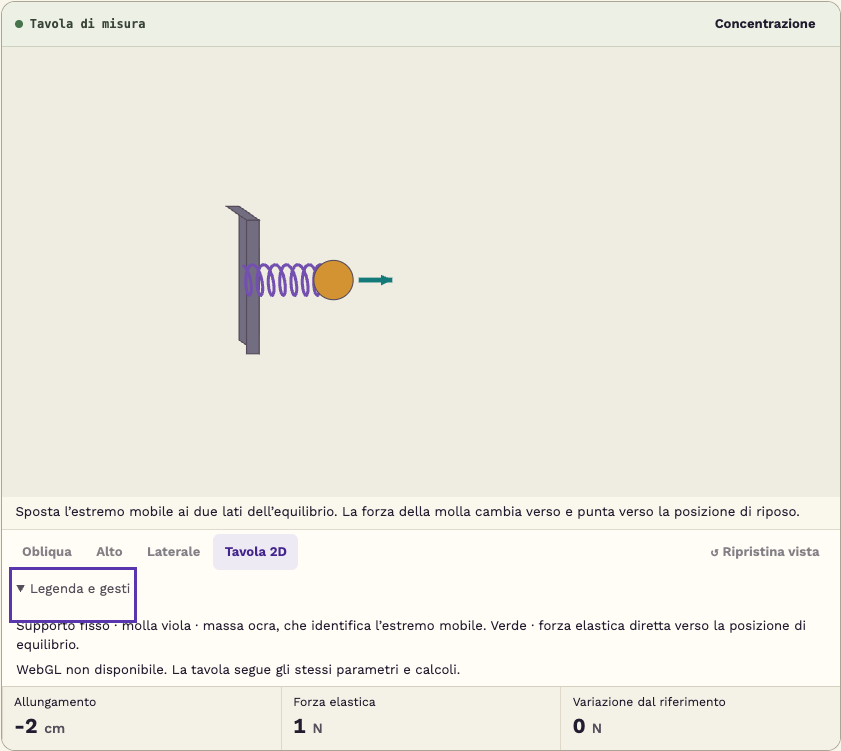 Tavola di misura
Concentrazione
Sposta l’estremo mobile ai due lati dell’equilibrio. La forza della molla cambia verso e punta verso la posizione di riposo.
Obliqua Alto Laterale Tavola 2D ↺ Ripristina vista
▼ Legenda e gesti
Supporto fisso · molla viola · massa ocra, che identifica l’estremo mobile. Verde · forza elastica diretta verso la posizione di
equilibrio.
WebGL non disponibile. La tavola segue gli stessi parametri e calcoli.
Allungamento
-2 cm
Forza elastica
1 N
Variazione dal riferimento
0 N